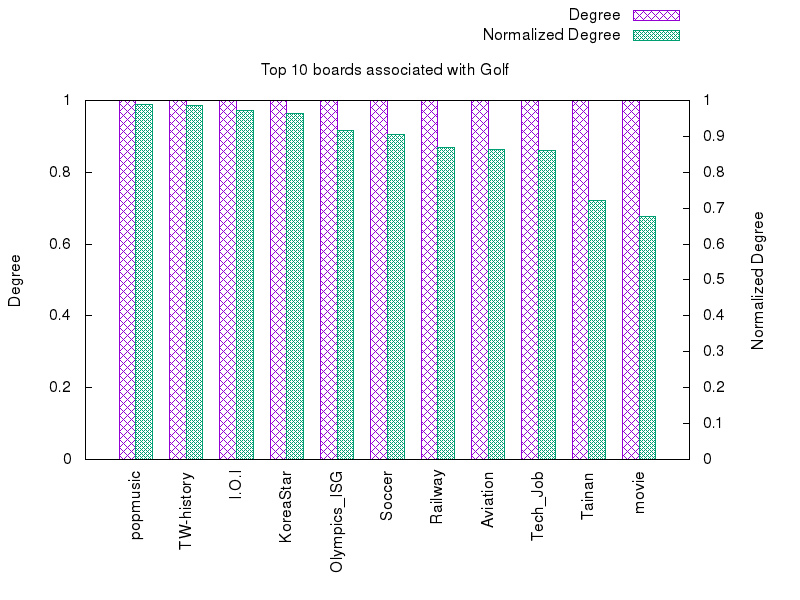 Degree
Normalized Degree
Top 10 boards associated with Golf
1
0.8
0.6
0.4
0.2
0
1
0.9
0.8
0.7
0.6
0.5
0.4
0.3
0.2
0.1
0
Degree
Normalized Degree
popmusic
TW-history
I.O.I
KoreaStar
Olympics_ISG
Soccer
Railway
Aviation
Tech_Job
Tainan
movie